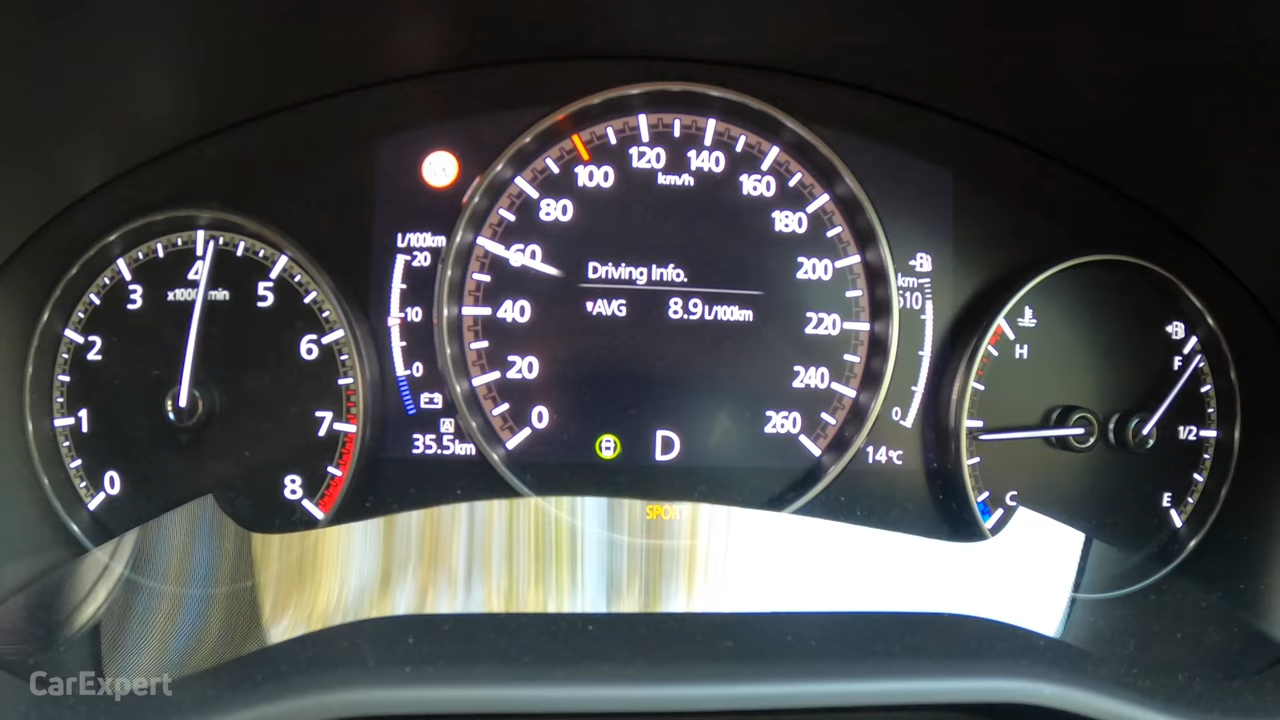 100
120
140
100
km/h
160
80
180
60
L/100km
20
Driving Info.
200
4
3
x1000
min
5
km
510
AVG 8.9 L/100km
40
10
220
H
F
2
6
20
0
240
1/2
1
7
0
260
0
A
35.5km
D
14℃
0
8
C
E
SPORT
CarExpert